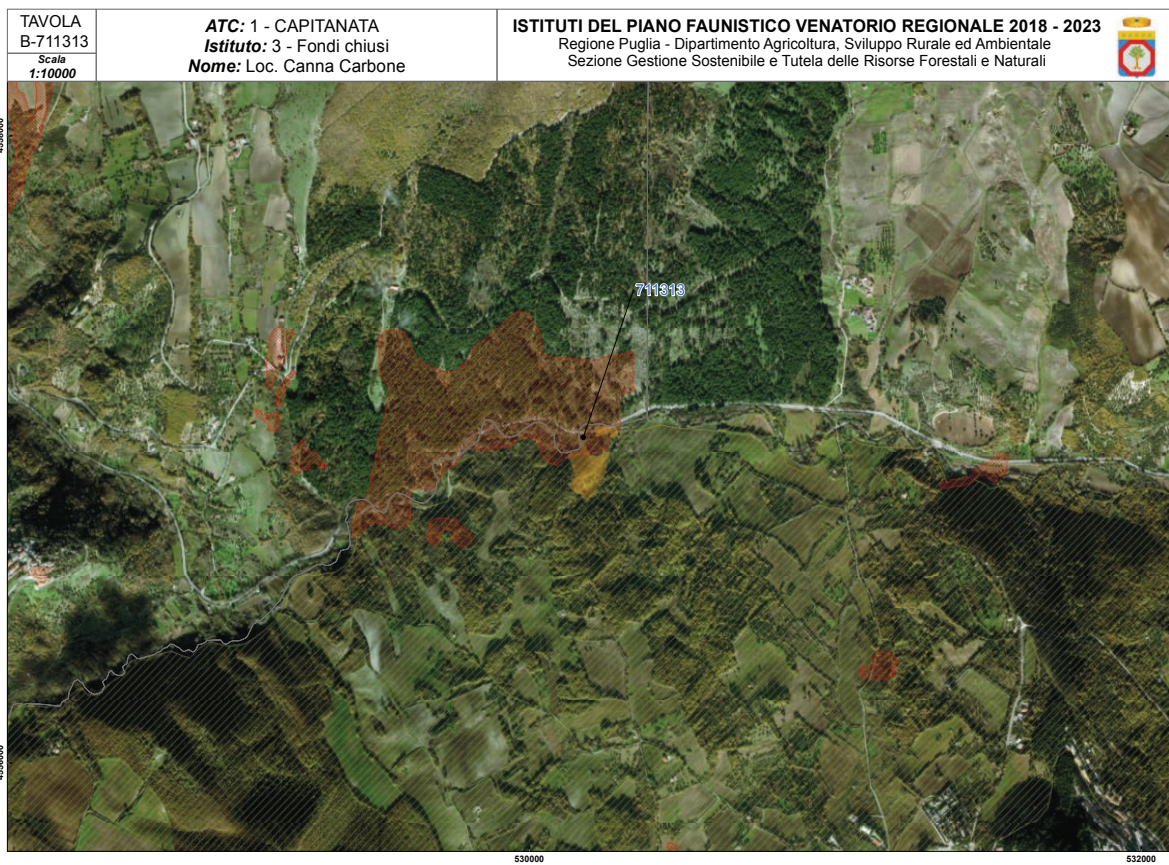 TAVOLA
B-711313
Scala
1:10000
ATC: 1 - CAPITANATA
Istituto: 3 - Fondi chiusi
Nome: Loc. Canna Carbone
ISTITUTI DEL PIANO FAUNISTICO VENATORIO REGIONALE 2018 - 2023
Regione Puglia - Dipartimento Agricoltura, Sviluppo Rurale ed Ambientale
Sezione Gestione Sostenibile e Tutela delle Risorse Forestali e Naturali
711313
530000
532000